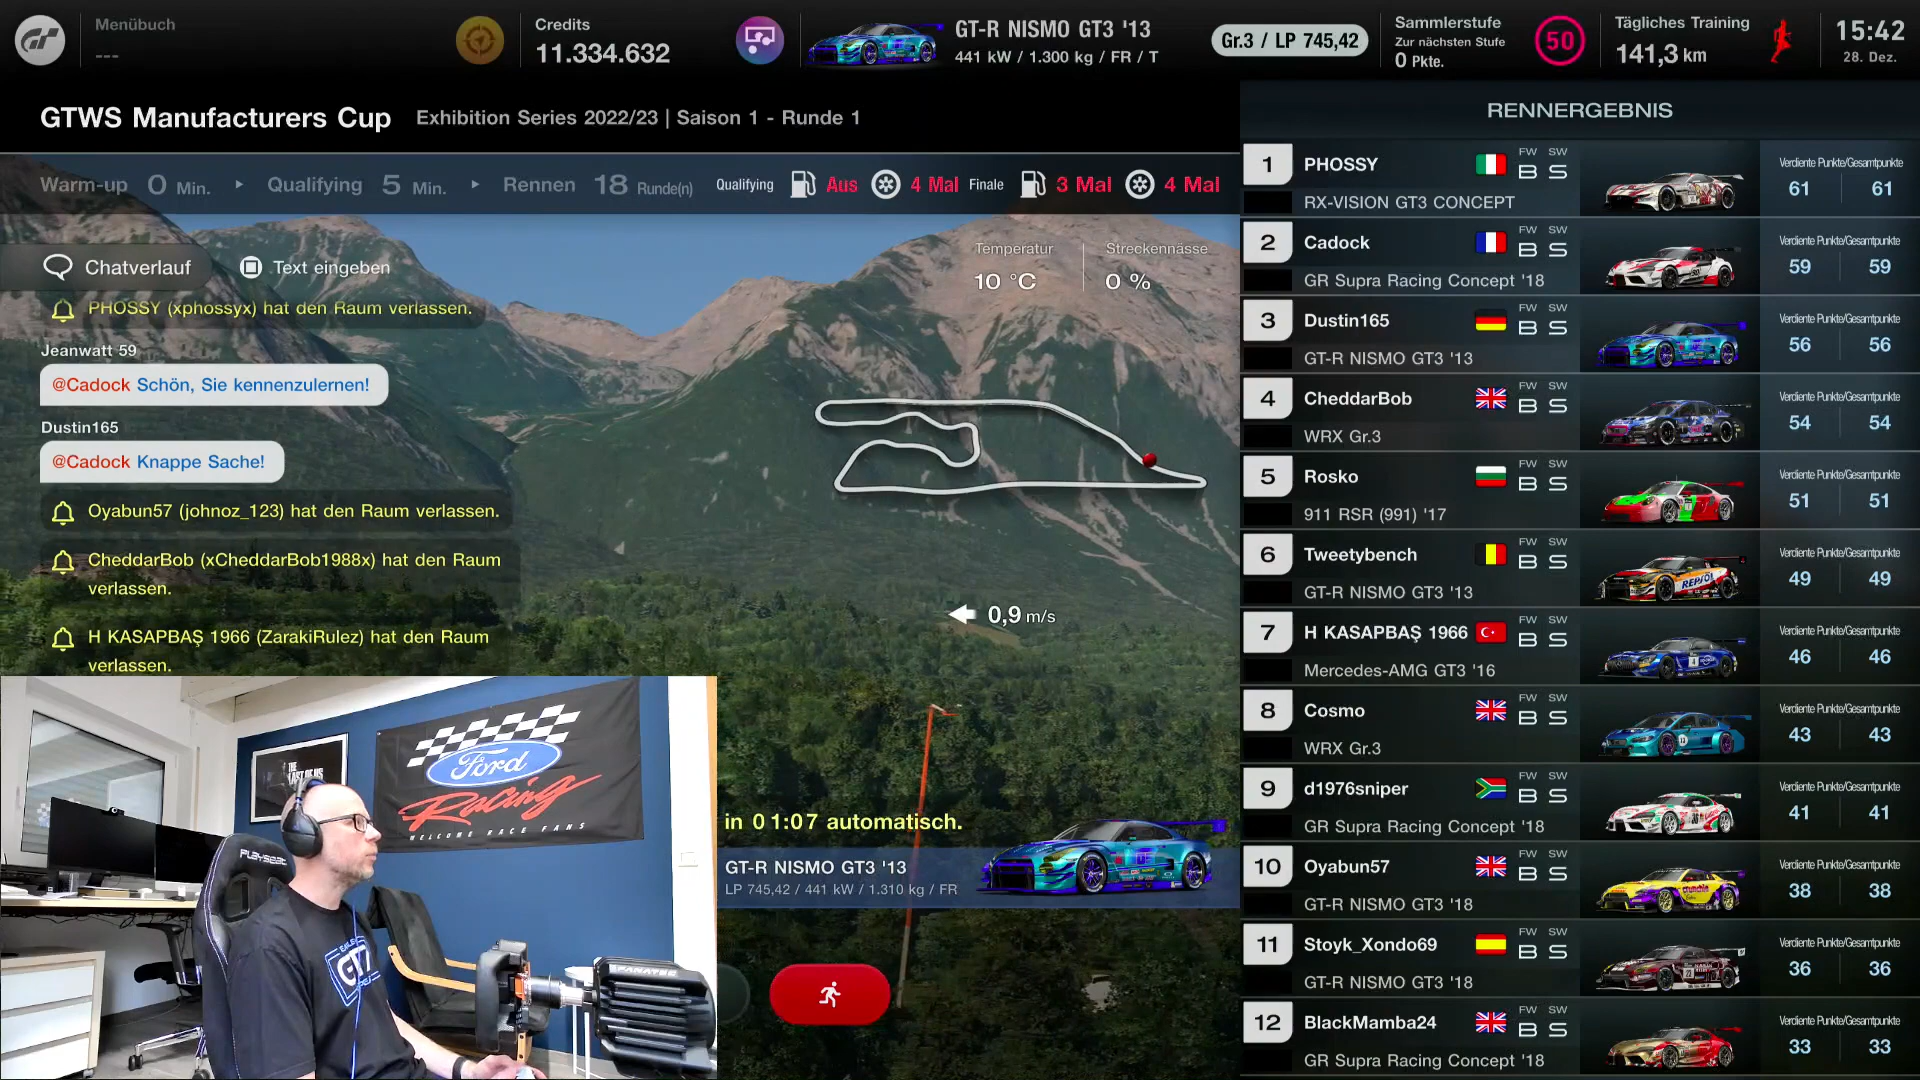 Menübuch
---
Credits
11.334.632
GT-R NISMO GT3 '13
441 kW / 1.300 kg / FR / T
Gr.3 / LP 745,42
Sammlerstufe
Zur nächsten Stufe
0 Pkte.
50
Tägliches Training
141,3 km
15:42
28. Dez.
GTWS Manufacturers Cup
Exhibition Series 2022/23 | Saison 1 - Runde 1
Warm-up 0 Min. Qualifying 5 Min. Rennen 18 Runde(n) Qualifying Aus 4 Mal Finale 3 Mal 4 Mal
Chatverlauf
Text eingeben
Temperatur
10 °C
Streckennässe
0 %
PHOSSY (xphossyx) hat den Raum verlassen.
Jeanwatt 59
@Cadock Schön, Sie kennenzulernen!
Dustin165
@Cadock Knappe Sache!
Oyabun57 (johnoz_123) hat den Raum verlassen.
CheddarBob (xCheddarBob1988x) hat den Raum
verlassen.
H KASAPBAŞ 1966 (ZarakiRulez) hat den Raum
verlassen.
0,9 m/s
in 01:07 automatisch.
GT-R NISMO GT3 '13
LP 745,42 / 441 kW / 1.310 kg / FR
THE LAST OF US
Ford
Racing
WELCOME RACE FANS
PLAYSEAT
GT7
FANATEC
RENNERGEBNIS
1 PHOSSY FW B SW S Verdiente Punkte/Gesamtpunkte
RX-VISION GT3 CONCEPT 61 61
2 Cadock FW B SW S Verdiente Punkte/Gesamtpunkte
GR Supra Racing Concept '18 59 59
3 Dustin165 FW B SW S Verdiente Punkte/Gesamtpunkte
GT-R NISMO GT3 '13 56 56
4 CheddarBob FW B SW S Verdiente Punkte/Gesamtpunkte
WRX Gr.3 54 54
5 Rosko FW B SW S Verdiente Punkte/Gesamtpunkte
911 RSR (991) '17 51 51
6 Tweetybench FW B SW S Verdiente Punkte/Gesamtpunkte
REPSOL
GT-R NISMO GT3 '13 49 49
7 H KASAPBAŞ 1966 FW B SW S Verdiente Punkte/Gesamtpunkte
Mercedes-AMG GT3 '16 46 46
8 Cosmo FW B SW S Verdiente Punkte/Gesamtpunkte
WRX Gr.3 43 43
9 d1976sniper FW B SW S Verdiente Punkte/Gesamtpunkte
GR Supra Racing Concept '18 41 41
10 Oyabun57 FW B SW S Verdiente Punkte/Gesamtpunkte
GT-R NISMO GT3 '18 38 38
11 Stoyk_Xondo69 FW B SW S Verdiente Punkte/Gesamtpunkte
GT-R NISMO GT3 '18 36 36
12 BlackMamba24 FW B SW S Verdiente Punkte/Gesamtpunkte
GR Supra Racing Concept '18 33 33